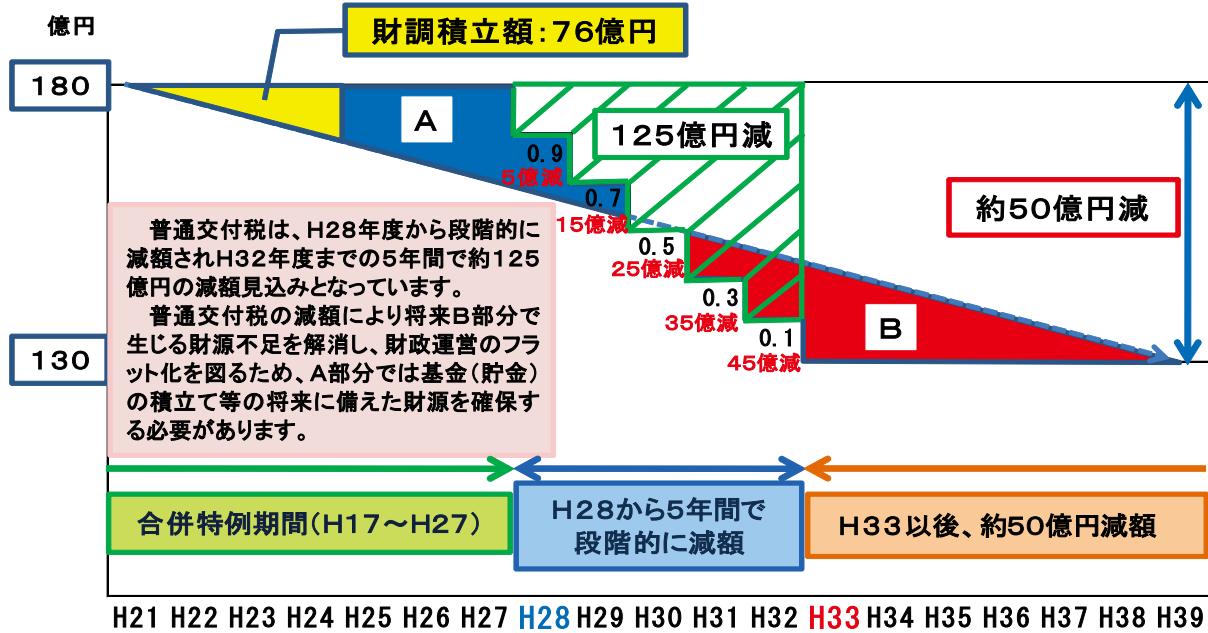 億円
財調積立額：76億円
180
A
125億円減
0.9
5億減
0.7
15億減
0.5
25億減
0.3
35億減
0.1
45億減
約50億円減
B
130
普通交付税は、H28年度から段階的に
減額されH32年度までの5年間で約125
億円の減額見込みとなっています。
普通交付税の減額により将来B部分で
生じる財源不足を解消し、財政運営のフラ
ット化を図るため、A部分では基金（貯金）
の積立て等の将来に備えた財源を確保す
る必要があります。
合併特例期間（H17～H27）
H28から5年間で
段階的に減額
H33以後、約50億円減額
H21 H22 H23 H24 H25 H26 H27 H28 H29 H30 H31 H32 H33 H34 H35 H36 H37 H38 H39